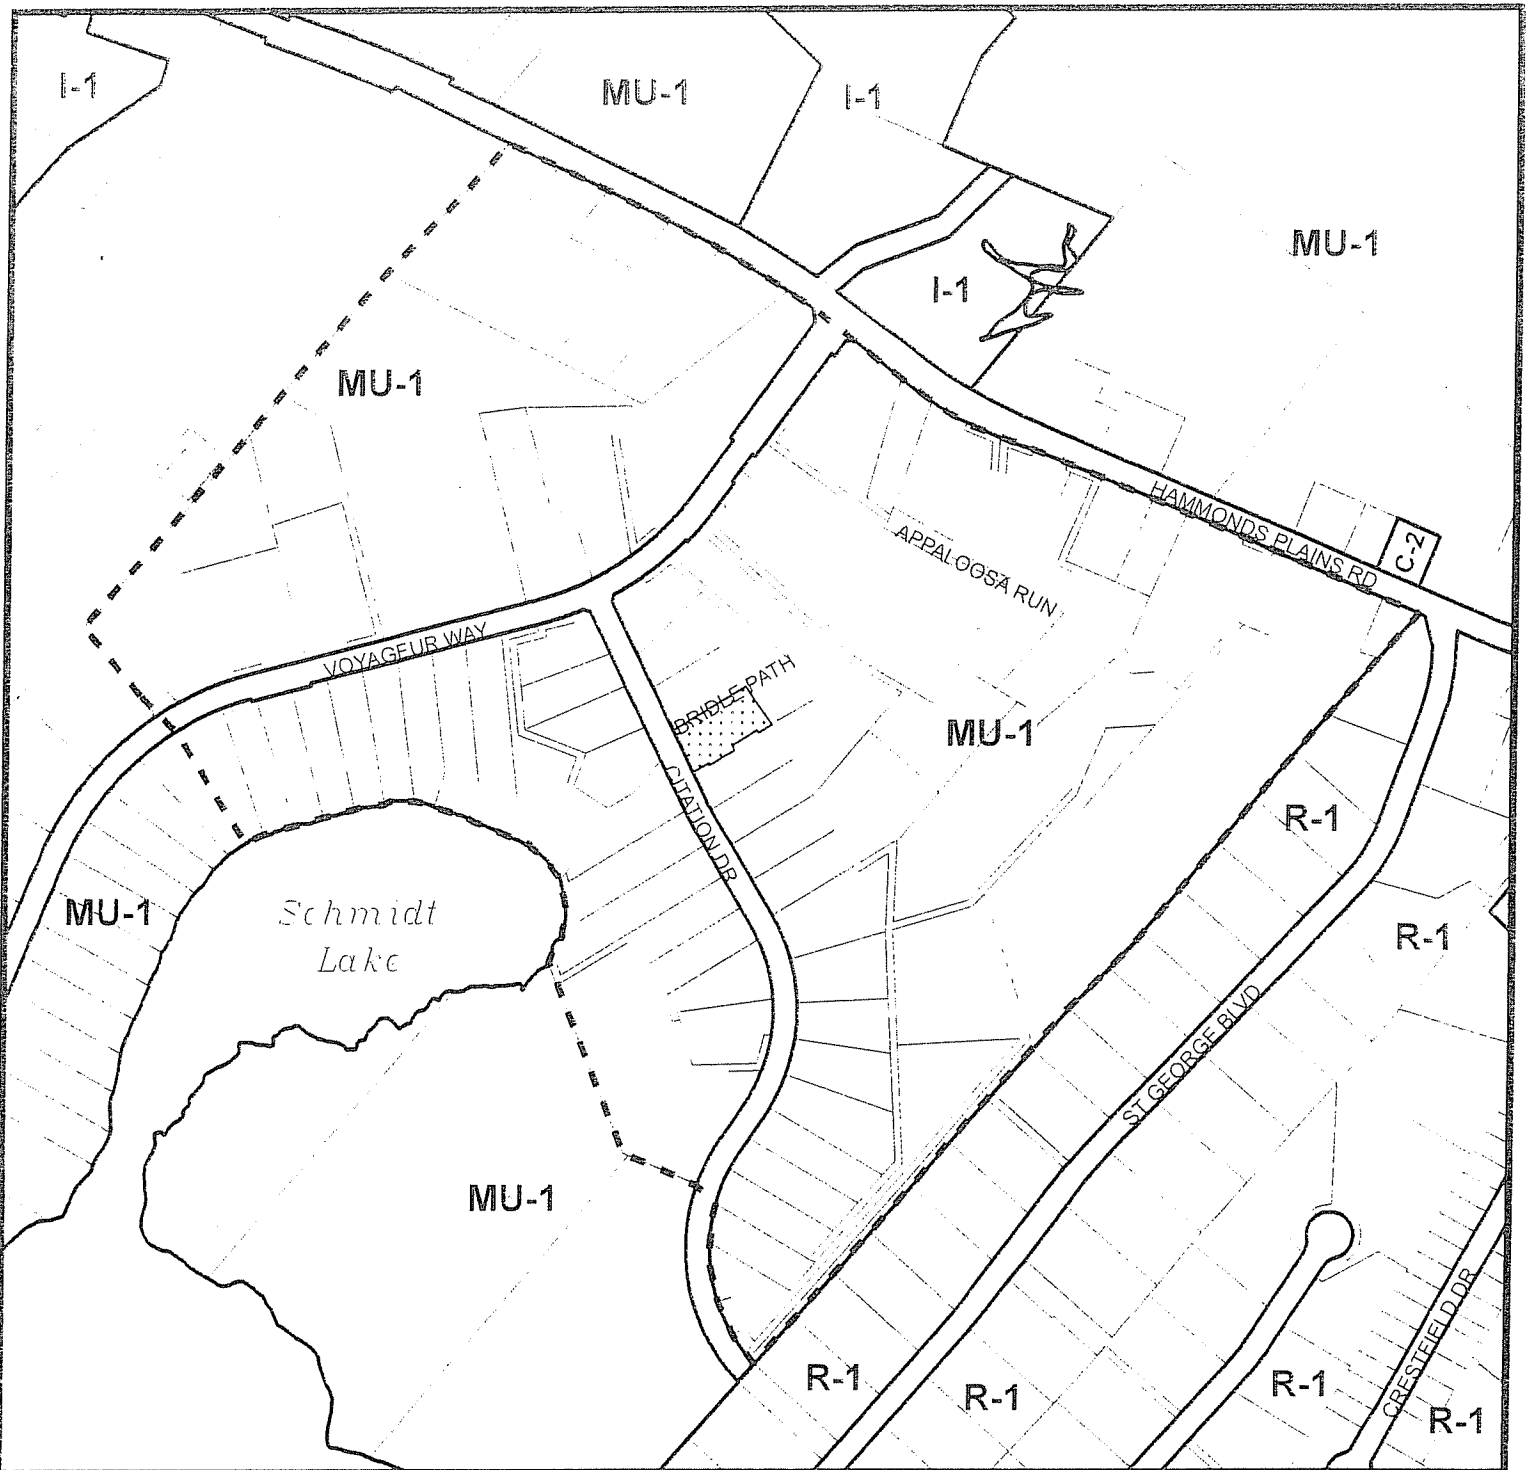 I-1
MU-1
I-1
MU-1
I-1
MU-1
HAMMONDS PLAINS RD
C-2
APPALOOSA RUN
VOYAGEUR WAY
BRIDLE PATH
MU-1
CITATION DR
R-1
MU-1
Schmidt
Lake
R-1
ST GEORGE BLVD
MU-1
CRESTFIELD DR
R-1
R-1
R-1
R-1